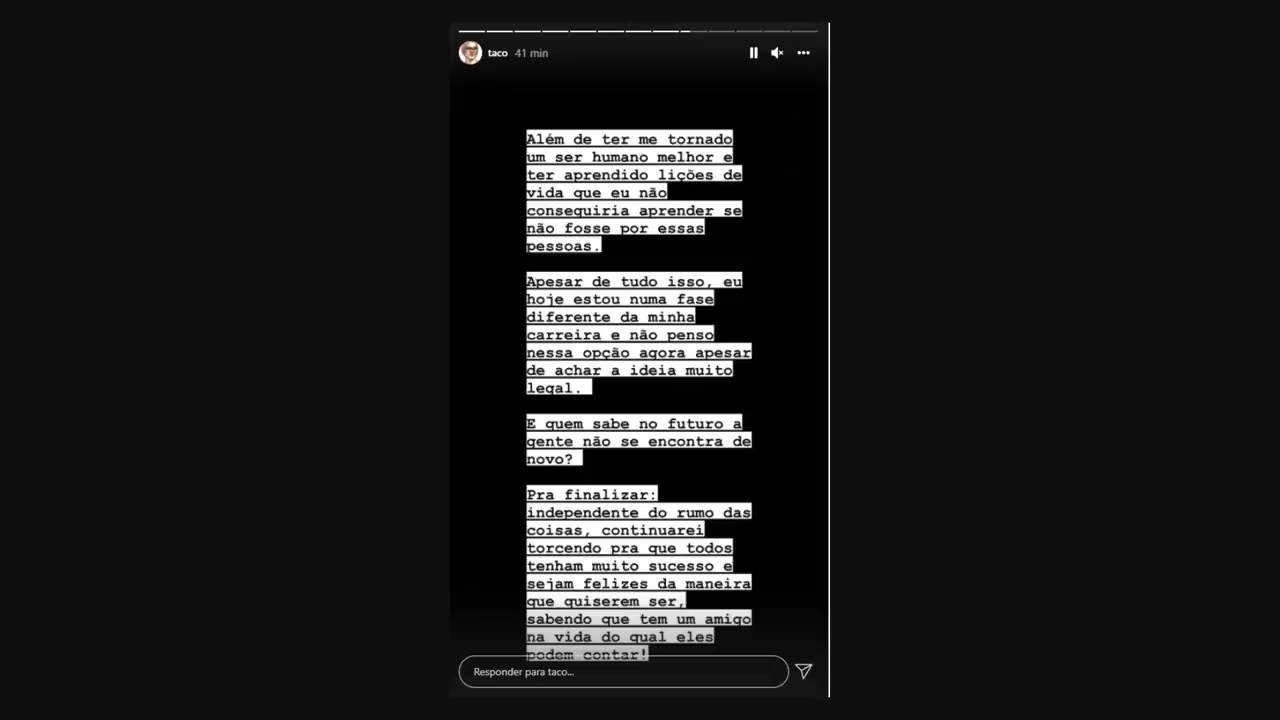 taco 41 min
Além de ter me tornado
um ser humano melhor e
ter aprendido lições de
vida que eu não
conseguiria aprender se
não fosse por essas
pessoas.
Apesar de tudo isso, eu
hoje estou numa fase
diferente da minha
carreira e não penso
nessa opção agora apesar
de achar a ideia muito
legal.
E quem sabe no futuro a
gente não se encontra de
novo?
Pra finalizar:
independente do rumo das
coisas, continuarei
torcendo pra que todos
tenham muito sucesso e
sejam felizes da maneira
que quiserem ser,
sabendo que tem um amigo
na vida do qual eles
podem contar!
Responder para taco...